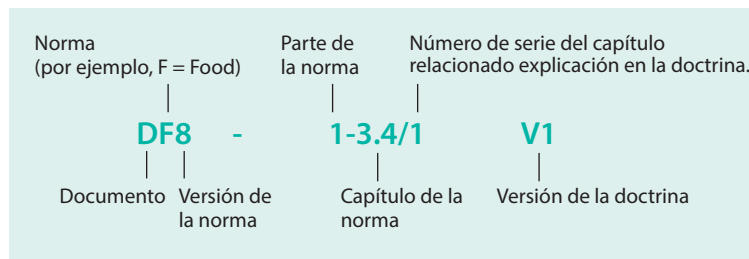 Norma
(por ejemplo, F = Food)
Parte de
la norma
Número de serie del capítulo
relacionado explicación en la doctrina.
DF8 - 1-3.4/1 V1
Documento
Versión de
la norma
Capítulo de la
norma
Versión de la doctrina